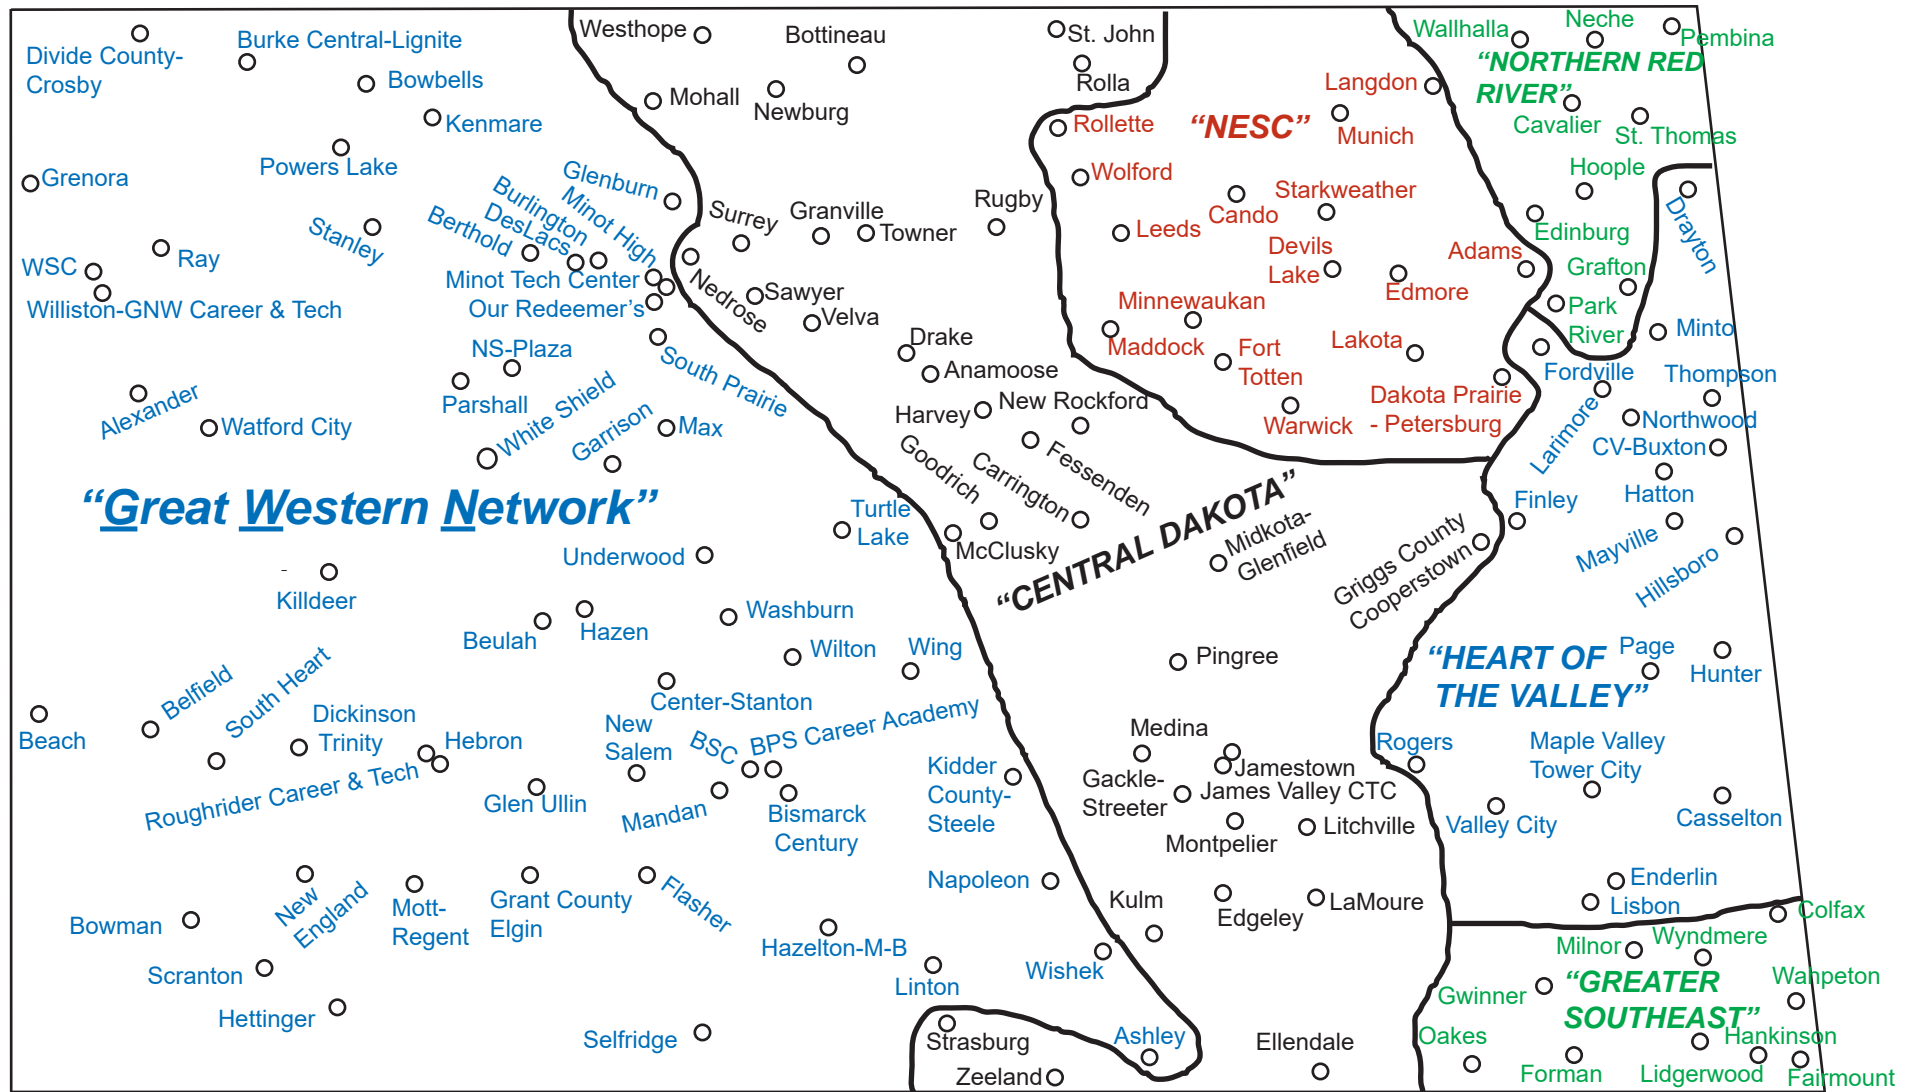 Divide County-
Crosby
Burke Central-Lignite
Bowbells
Kenmare
Powers Lake
Grenora
Stanley
Ray
WSC
Williston-GNW Career & Tech
Berthold
DesLacs
Burlington
Minot High
Glenburn
Minot Tech Center
Our Redeemer's
South Prairie
NS-Plaza
Parshall
White Shield
Garrison
Max
Alexander
Watford City
“Great Western Network”
Turtle
Lake
Underwood
Killdeer
Beulah
Hazen
Washburn
Wilton
Wing
Center-Stanton
Beach
Belfield
South Heart
Dickinson
Trinity
Hebron
Roughrider Career & Tech
Glen Ullin
New
Salem
Mandan
BSC
BPS Career Academy
Bismarck
Century
Kidder
County-
Steele
Napoleon
Bowman
Scranton
Hettinger
New
England
Mott-
Regent
Grant County
Elgin
Flasher
Hazelton-M-B
Linton
Wishek
Selfridge
Ashley
Westhope
Bottineau
Mohall
Newburg
St. John
Rolla
Rugby
Surrey
Granville
Towner
Nedrose
Sawyer
Velva
Drake
Anamoose
Harvey
New Rockford
Fessenden
Goodrich
Carrington
McClusky
“CENTRAL DAKOTA”
Midkota-
Glenfield
Griggs County
Cooperstown
Pingree
Medina
Jamestown
Gackle-
Streeter
James Valley CTC
Montpelier
Litchville
Kulm
Edgeley
LaMoure
Strasburg
Zeeland
Ellendale
“NESC”
Langdon
Munich
Rollette
Wolford
Leeds
Cando
Starkweather
Devils
Lake
Edmore
Adams
Minnewaukan
Maddock
Fort
Totten
Lakota
Warwick
Dakota Prairie
- Petersburg
“NORTHERN RED
RIVER”
Wallhalla
Neche
Pembina
Cavalier
St. Thomas
Hoople
Edinburg
Grafton
Park
River
Drayton
Minto
Fordville
Thompson
Larimore
Northwood
CV-Buxton
Hatton
Finley
Mayville
Hillsboro
“HEART OF
THE VALLEY”
Page
Hunter
Rogers
Maple Valley
Tower City
Valley City
Casselton
Enderlin
Lisbon
Colfax
Milnor
Wyndmere
“GREATER
SOUTHEAST”
Wahpeton
Gwinner
Oakes
Hankinson
Forman
Lidgerwood
Fairmount